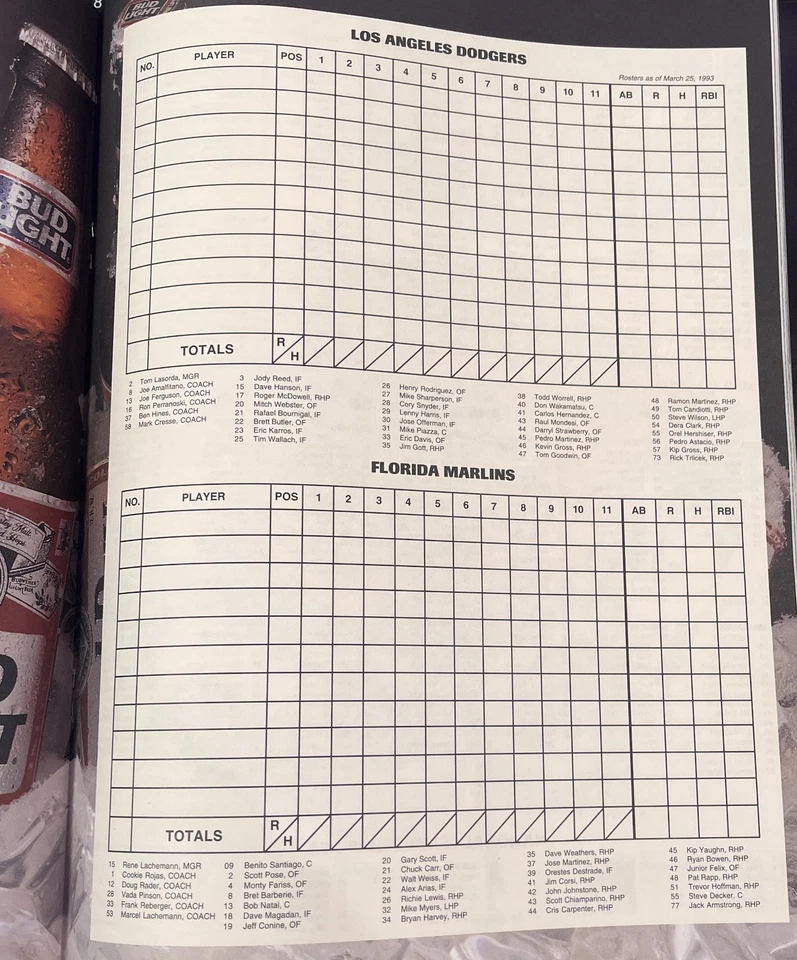 8
BUD
LIGHT
LOS ANGELES DODGERS
Rosters as of March 25, 1993
NO. PLAYER POS 1 2 3 4 5 6 7 8 9 10 11 AB R H RBI
TOTALS R/H
2 Tom Lasorda, MGR
8 Joe Amalfitano, COACH
13 Joe Ferguson, COACH
16 Ron Perranoski, COACH
37 Ben Hines, COACH
58 Mark Cresse, COACH
3 Jody Reed, IF
15 Dave Hanson, IF
17 Roger McDowell, RHP
20 Mitch Webster, OF
21 Rafael Bournigal, IF
22 Brett Butler, OF
23 Eric Karros, IF
25 Tim Wallach, IF
26 Henry Rodriguez, OF
27 Mike Sharperson, IF
28 Cory Snyder, IF
29 Lenny Harris, IF
30 Jose Offerman, IF
31 Mike Piazza, C
33 Eric Davis, OF
35 Jim Gott, RHP
38 Todd Worrell, RHP
40 Don Wakamatsu, C
41 Carlos Hernandez, C
43 Raul Mondesi, OF
44 Darryl Strawberry, OF
45 Pedro Martinez, RHP
46 Kevin Gross, RHP
47 Tom Goodwin, OF
48 Ramon Martinez, RHP
49 Tom Candiotti, RHP
50 Steve Wilson, LHP
54 Dera Clark, RHP
55 Orel Hershiser, RHP
56 Pedro Astacio, RHP
57 Kip Gross, RHP
73 Rick Trlicek, RHP
FLORIDA MARLINS
NO. PLAYER POS 1 2 3 4 5 6 7 8 9 10 11 AB R H RBI
TOTALS R/H
15 Rene Lachemann, MGR
1 Cookie Rojas, COACH
12 Doug Rader, COACH
28 Vada Pinson, COACH
33 Frank Reberger, COACH
53 Marcel Lachemann, COACH
09 Benito Santiago, C
2 Scott Pose, OF
4 Monty Fariss, OF
8 Bret Barberie, IF
13 Bob Natal, C
18 Dave Magadan, IF
19 Jeff Conine, OF
20 Gary Scott, IF
21 Chuck Carr, OF
22 Walt Weiss, IF
24 Alex Arias, IF
26 Richie Lewis, RHP
32 Mike Myers, LHP
34 Bryan Harvey, RHP
35 Dave Weathers, RHP
37 Jose Martinez, RHP
39 Orestes Destrade, IF
41 Jim Corsi, RHP
42 John Johnstone, RHP
43 Scott Chiamparino, RHP
44 Cris Carpenter, RHP
45 Kip Yaughn, RHP
46 Ryan Bowen, RHP
47 Junior Felix, OF
48 Pat Rapp, RHP
51 Trevor Hoffman, RHP
55 Steve Decker, C
77 Jack Armstrong, RHP
BUD
LIGHT